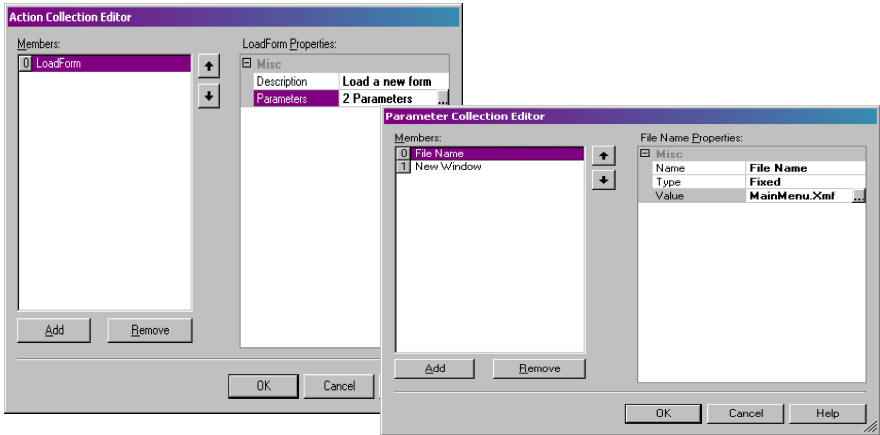 Action Collection Editor
Members:
0 LoadForm
LoadForm Properties:
Misc
Description Load a new form
Parameters 2 Parameters ...
Add Remove
OK Cancel
Parameter Collection Editor
Members:
0 File Name
1 New Window
File Name Properties:
Misc
Name File Name
Type Fixed
Value MainMenu.Xmf ...
Add Remove
OK Cancel Help